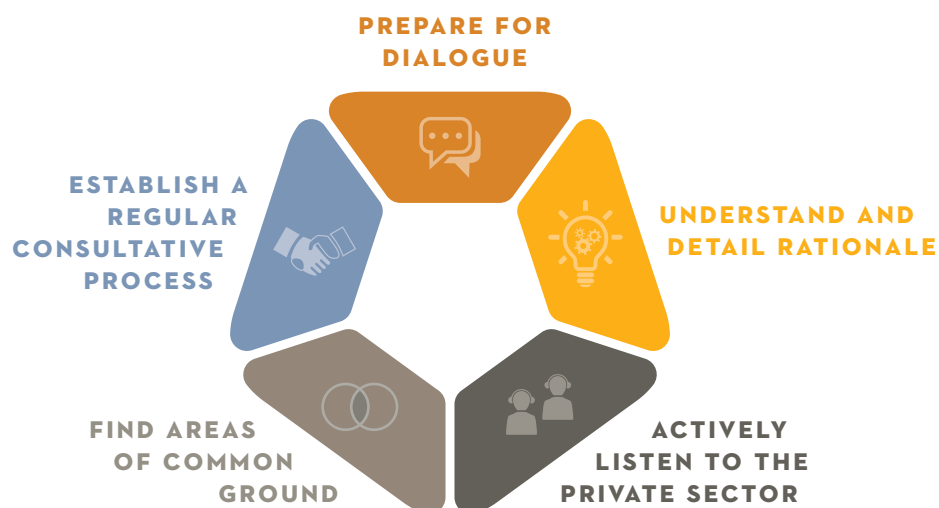 PREPARE FOR
DIALOGUE
UNDERSTAND AND
DETAIL RATIONALE
ACTIVELY
LISTEN TO THE
PRIVATE SECTOR
FIND AREAS
OF COMMON
GROUND
ESTABLISH A
REGULAR
CONSULTATIVE
PROCESS